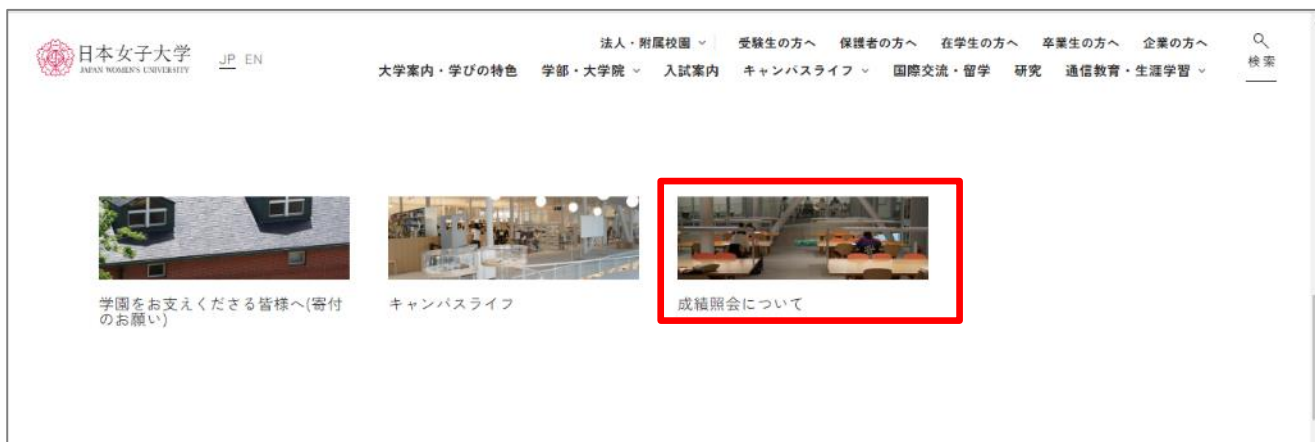 日本女子大学
JAPAN WOMEN'S UNIVERSITY
JP EN
法人・附属校園 受験生の方へ 保護者の方へ 在学生の方へ 卒業生の方へ 企業の方へ
大学案内・学びの特色 学部・大学院 入試案内 キャンパスライフ 国際交流・留学 研究 通信教育・生涯学習
検索
学園をお支えくださる皆様へ(寄付
のお願い)
キャンパスライフ
成績照会について